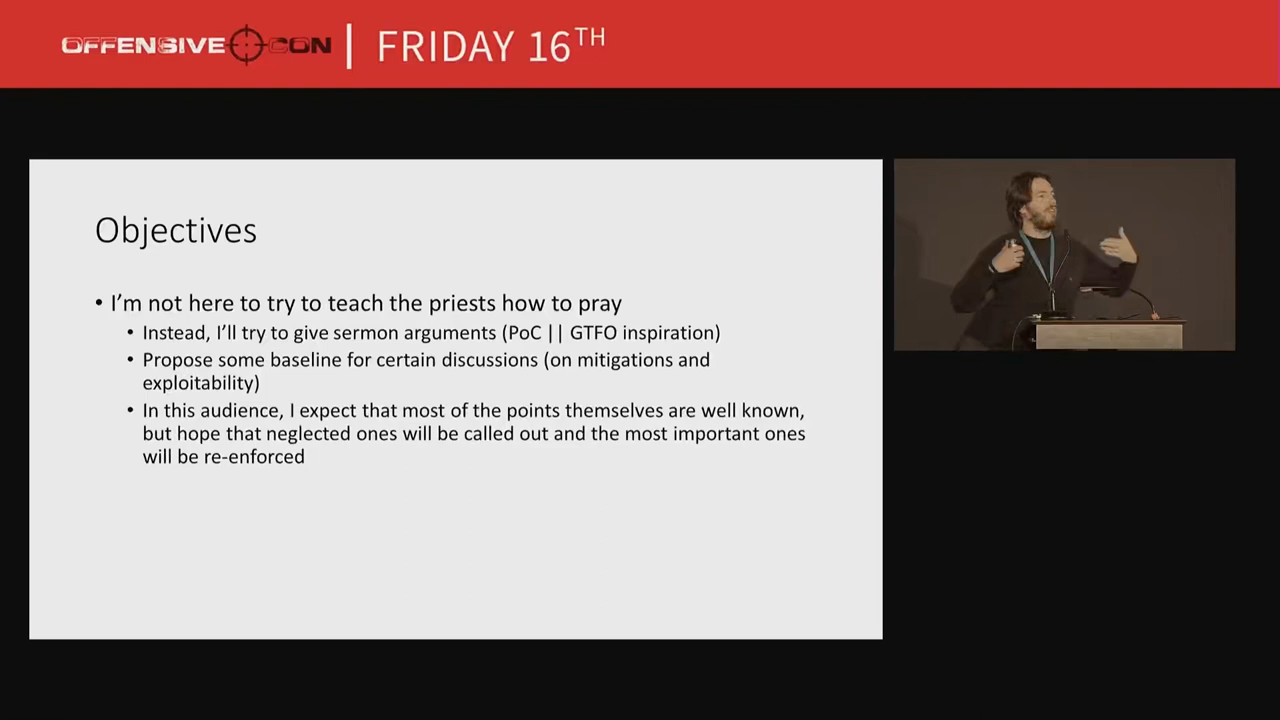 OFFENSIVE CON | FRIDAY 16TH
Objectives
• I'm not here to try to teach the priests how to pray
• Instead, I'll try to give sermon arguments (PoC || GTFO inspiration)
• Propose some baseline for certain discussions (on mitigations and
exploitability)
• In this audience, I expect that most of the points themselves are well known,
but hope that neglected ones will be called out and the most important ones
will be re-enforced